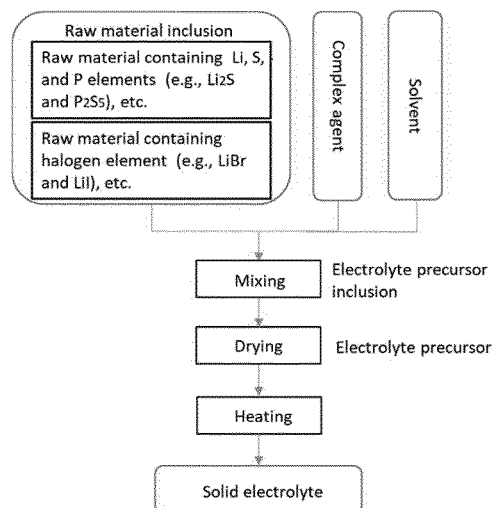 Raw material inclusion
Raw material containing Li, S,
and P elements (e.g., Li2S
and P2S5), etc.
Raw material containing
halogen element (e.g., LiBr
and LiI), etc.
Complex agent
Solvent
Mixing
Electrolyte precursor
inclusion
Drying
Electrolyte precursor
Heating
Solid electrolyte